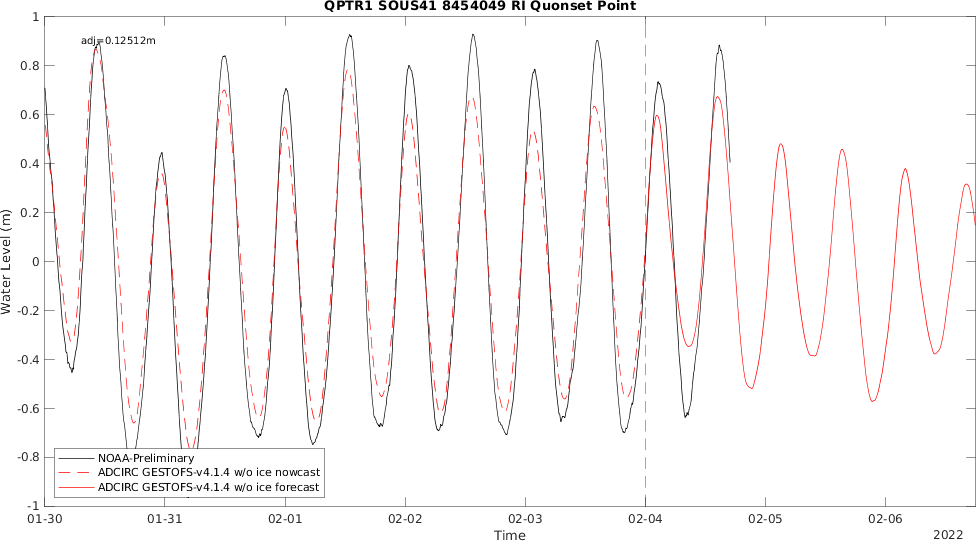 QPTR1 SOUS41 8454049 RI Quonset Point
adj=0.12512m
1
0.8
0.6
0.4
0.2
0
-0.2
-0.4
-0.6
-0.8
-1
Water Level (m)
NOAA-Preliminary
ADCIRC GESTOFS-v4.1.4 w/o ice nowcast
ADCIRC GESTOFS-v4.1.4 w/o ice forecast
01-30 01-31 02-01 02-02 02-03 02-04 02-05 02-06
Time
2022